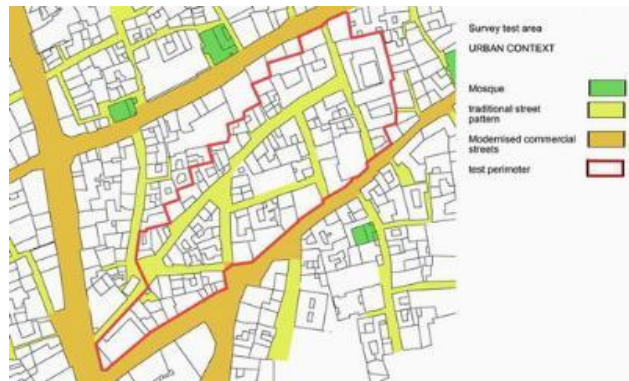 Survey test area
URBAN CONTEXT
Mosque
traditional street
pattern
Modernised commercial
streets
test perimeter